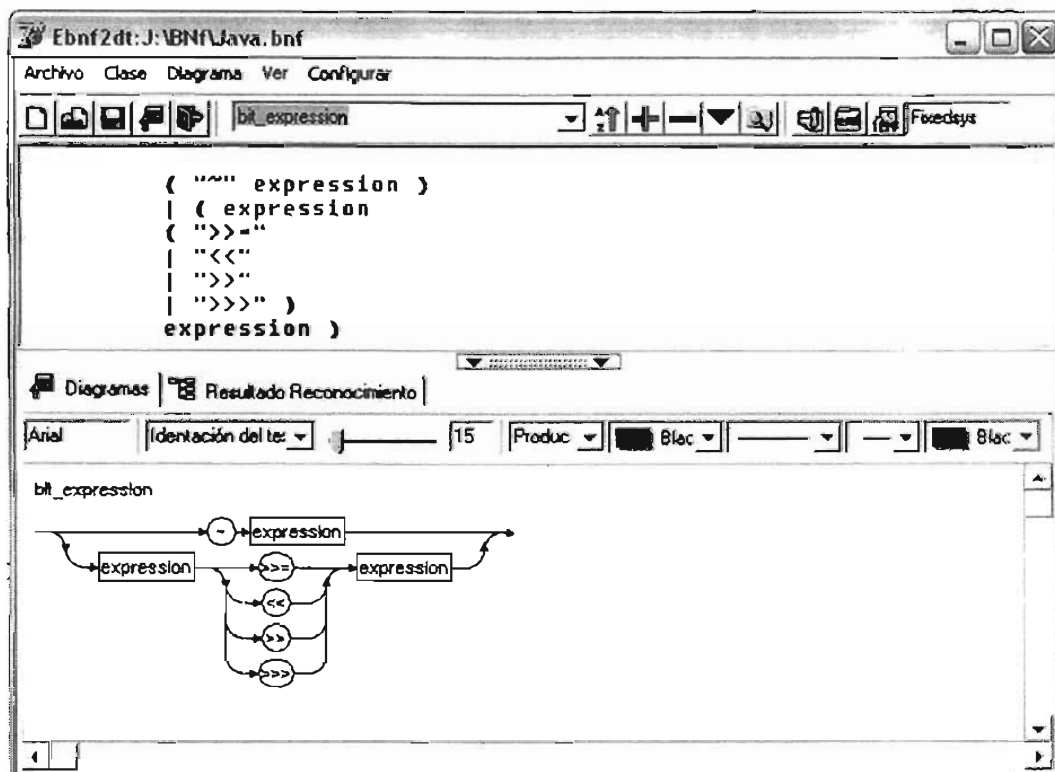 Ebnf2dt:J:\BNf\Java.bnf
Archivo Clase Diagrama Ver Configurar
bit_expression
Fixedsys
( "~" expression )
| ( expression
( ">>="
| "<<"
| ">>"
| ">>>" )
expression )
Diagramas Resultado Reconocimiento
Arial Identación del te: 15 Produc Blac Blac
bit_expression
~ expression
expression >>= expression
<<
>>
>>>